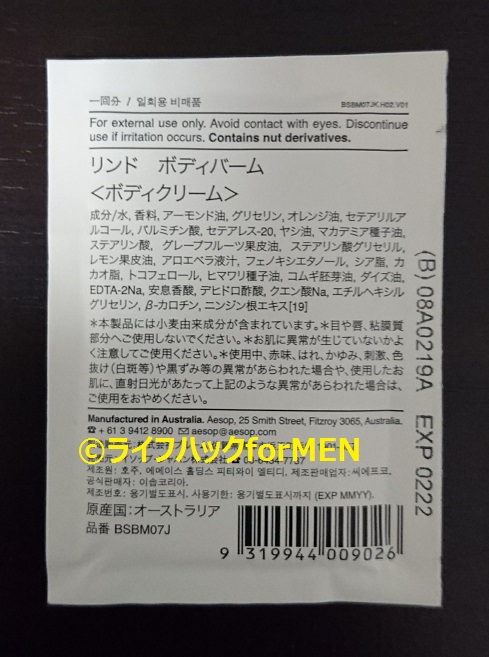 一回分 / 일회용 비매품
BSBM07JK.H02.V01
For external use only. Avoid contact with eyes. Discontinue
use if irritation occurs. Contains nut derivatives.
リンド ボディバーム
<ボディクリーム>
成分/水, 香料, アーモンド油, グリセリン, オレンジ油, セテアリルア
ルコール, パルミチン酸, セテアレス-20, ヤシ油, マカデミア種子油,
ステアリン酸, グレープフルーツ果皮油, ステアリン酸グリセリル,
レモン果皮油, アロエベラ液汁, フェノキシエタノール, シア脂, カ
カオ脂, トコフェロール, ヒマワリ種子油, コムギ胚芽油, ダイズ油,
EDTA-2Na, 安息香酸, デヒドロ酢酸, クエン酸Na, エチルヘキシル
グリセリン, β-カロチン, ニンジン根エキス[19]
*本製品には小麦由来成分が含まれています。*目や唇、粘膜質
部分へご使用しないでください。*お肌に異常が生じていないかよ
く注意してご使用ください。*使用中、赤味、はれ、かゆみ、刺激、色
抜け(白斑等)や黒ずみ等の異常があらわれた場合や、使用したお
肌に、直射日光があたって上記のような異常があらわれた場合は、
ご使用をおやめください。
Manufactured in Australia. Aesop, 25 Smith Street, Fitzroy 3065, Australia.
☎ + 61 3 9412 8900 ✉ aesop@aesop.com
©ライフハックforMEN
제조원: 호주, 에메이스 홀딩스 피티와이 엘티디. 제조판매업자: 씨에프코.
공식판매자: 이솝코리아.
제조번호: 용기별도표시. 사용기한: 용기별도표시까지 (EXP MMYY).
原産国:オーストラリア
品番 BSBM07J
9 319944 009026
(B) 08A0219A EXP 0222